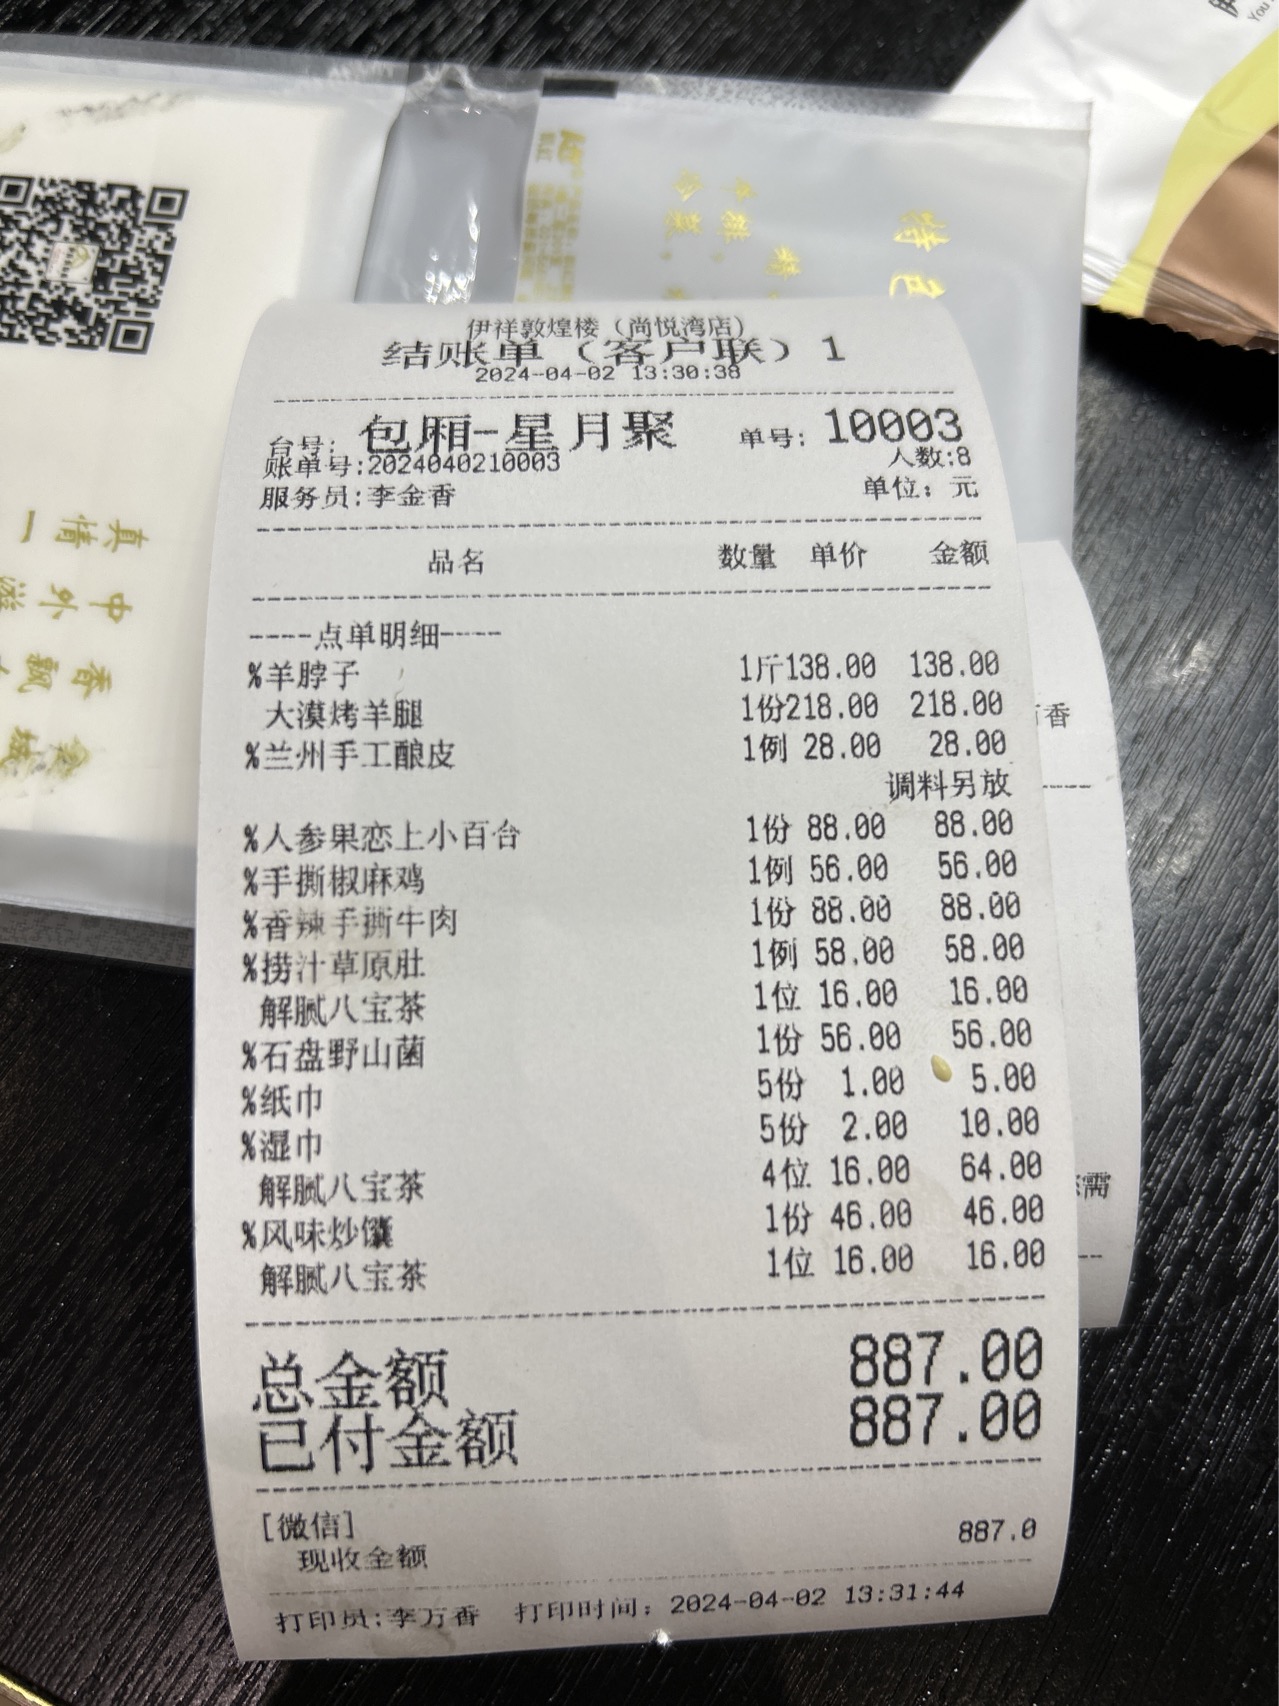 伊祥敦煌楼（尚悦湾店）
结账单（客户联）1
2024-04-02 13:30:38
台号: 包厢-星月聚 单号: 10003
账单号:2024040210003 人数:8
服务员:李金香 单位: 元
品名 数量 单价 金额
----点单明细----
%羊脖子 1斤138.00 138.00
大漠烤羊腿 1份218.00 218.00
%兰州手工酿皮 1例 28.00 28.00
调料另放
%人参果恋上小百合 1份 88.00 88.00
%手撕椒麻鸡 1例 56.00 56.00
%香辣手撕牛肉 1份 88.00 88.00
%捞汁草原肚 1例 58.00 58.00
解腻八宝茶 1位 16.00 16.00
%石盘野山菌 1份 56.00 56.00
%纸巾 5份 1.00 5.00
%湿巾 5份 2.00 10.00
解腻八宝茶 4位 16.00 64.00
%风味炒馕 1份 46.00 46.00
解腻八宝茶 1位 16.00 16.00
总金额 887.00
已付金额 887.00
[微信]
现收金额 887.0
打印员:李万香 打印时间: 2024-04-02 13:31:44
特色
真情一
中外
香飘
香
需
You